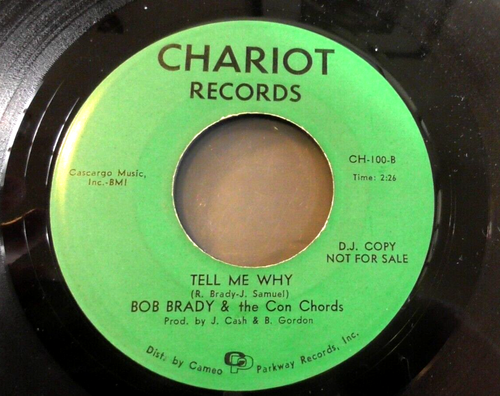 CHARIOT
RECORDS
Cascargo Music,
Inc.-BMI
CH-100-B
Time: 2:26
D.J. COPY
NOT FOR SALE
TELL ME WHY
(R. Brady-J. Samuel)
BOB BRADY & the Con Chords
Prod. by J. Cash & B. Gordon
Dist. by Cameo CP Parkway Records, Inc.